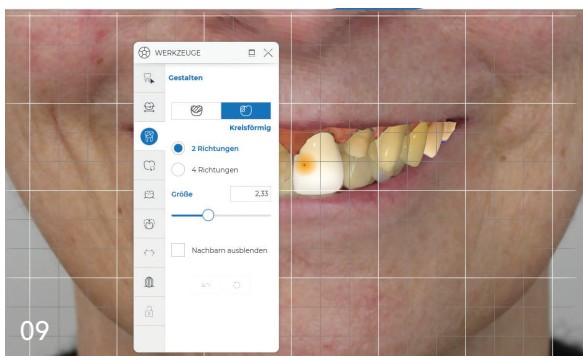 WERKZEUGE
Gestalten
Kreisförmig
2 Richtungen
4 Richtungen
Größe 2,33
Nachbarn ausblenden
09